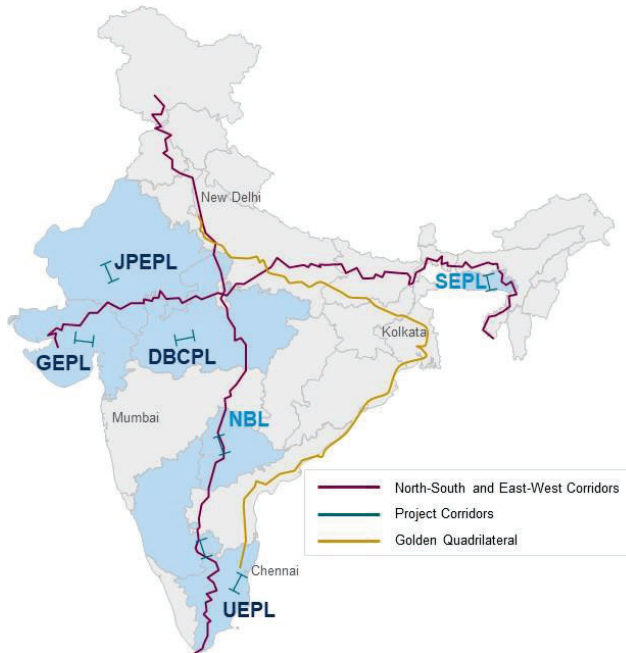 New Delhi
JPEPL
SEPL
Kolkata
GEPL
DBCPL
Mumbai
NBL
North-South and East-West Corridors
Project Corridors
Golden Quadrilateral
Chennai
UEPL